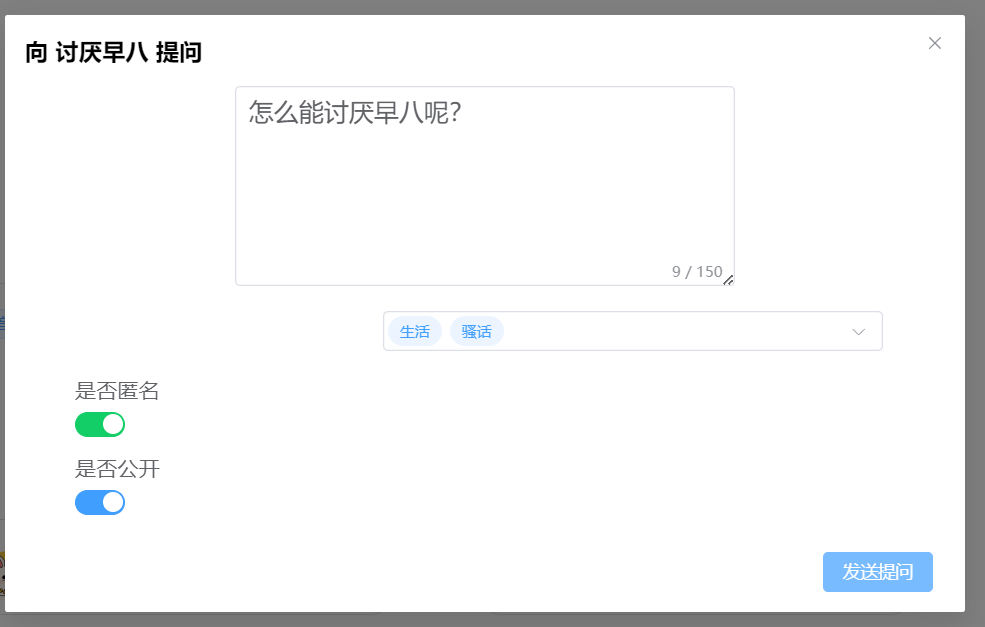 向 讨厌早八 提问
怎么能讨厌早八呢?
9 / 150
生活 骚话
是否匿名
是否公开
发送提问